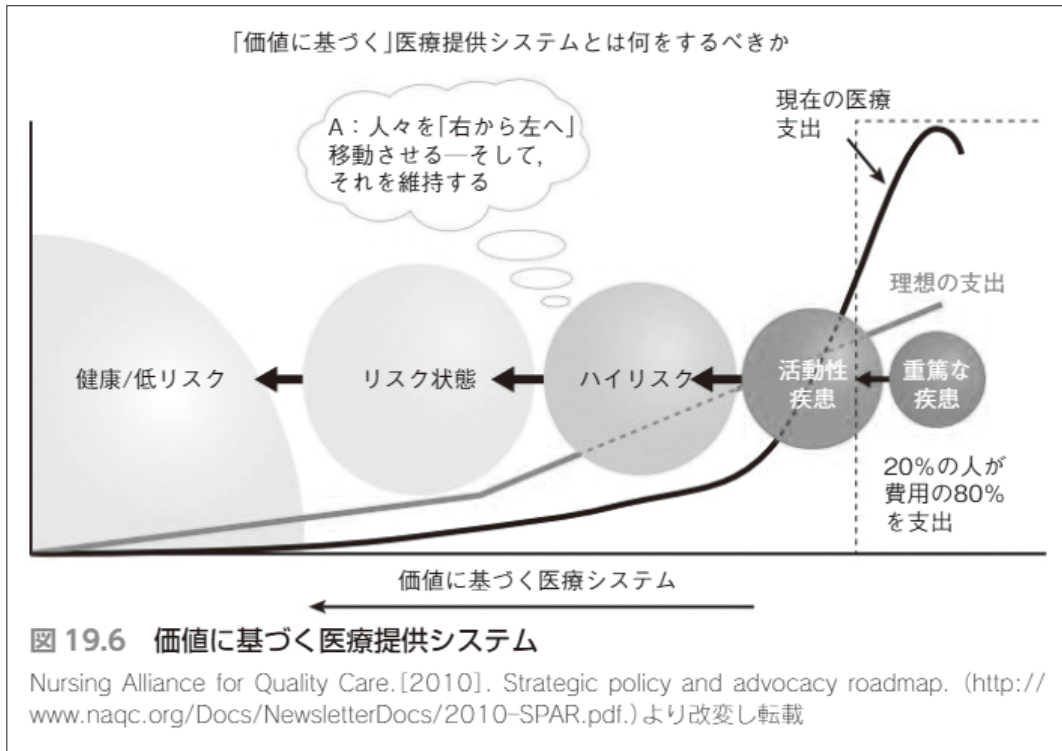 「価値に基づく」医療提供システムとは何をするべきか
現在の医療
支出
A：人々を「右から左へ」
移動させる―そして，
それを維持する
理想の支出
健康/低リスク
リスク状態
ハイリスク
活動性
疾患
重篤な
疾患
20%の人が
費用の80%
を支出
価値に基づく医療システム
図 19.6 価値に基づく医療提供システム
Nursing Alliance for Quality Care.[2010]. Strategic policy and advocacy roadmap. （http://
www.naqc.org/Docs/NewsletterDocs/2010–SPAR.pdf.）より改変し転載